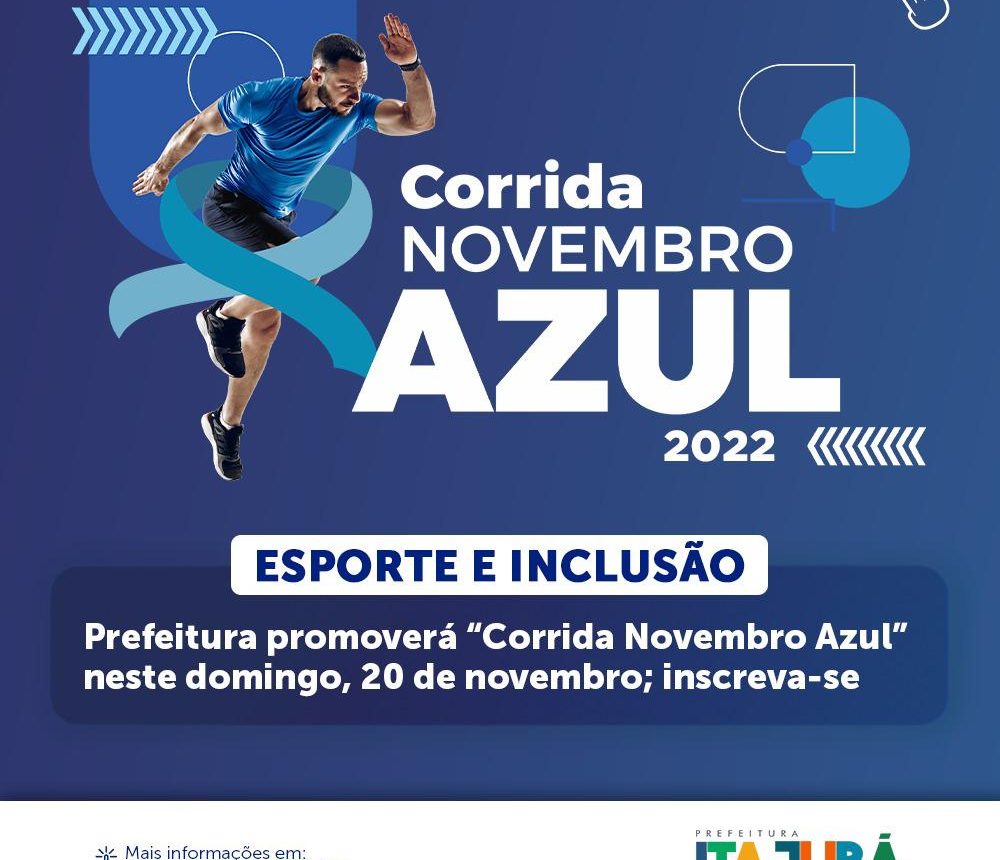 Corrida
NOVEMBRO
AZUL
2022
ESPORTE E INCLUSÃO
Prefeitura promoverá “Corrida Novembro Azul”
neste domingo, 20 de novembro; inscreva-se
Mais informações em:
PREFEITURA
ITAJUBÁ